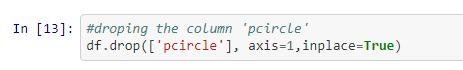 In [13]: #droping the column 'pcircle'
df.drop(['pcircle'], axis=1,inplace=True)